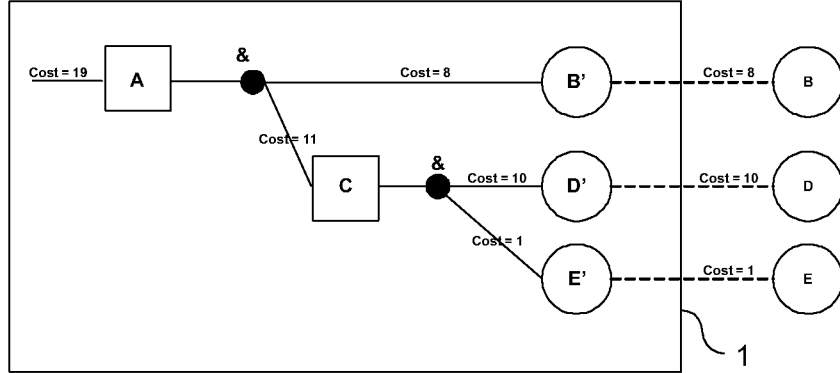 &
Cost = 19 A Cost = 8 B' Cost = 8 B
Cost = 11
&
C Cost = 10 D' Cost = 10 D
Cost = 1
E' Cost = 1 E
1